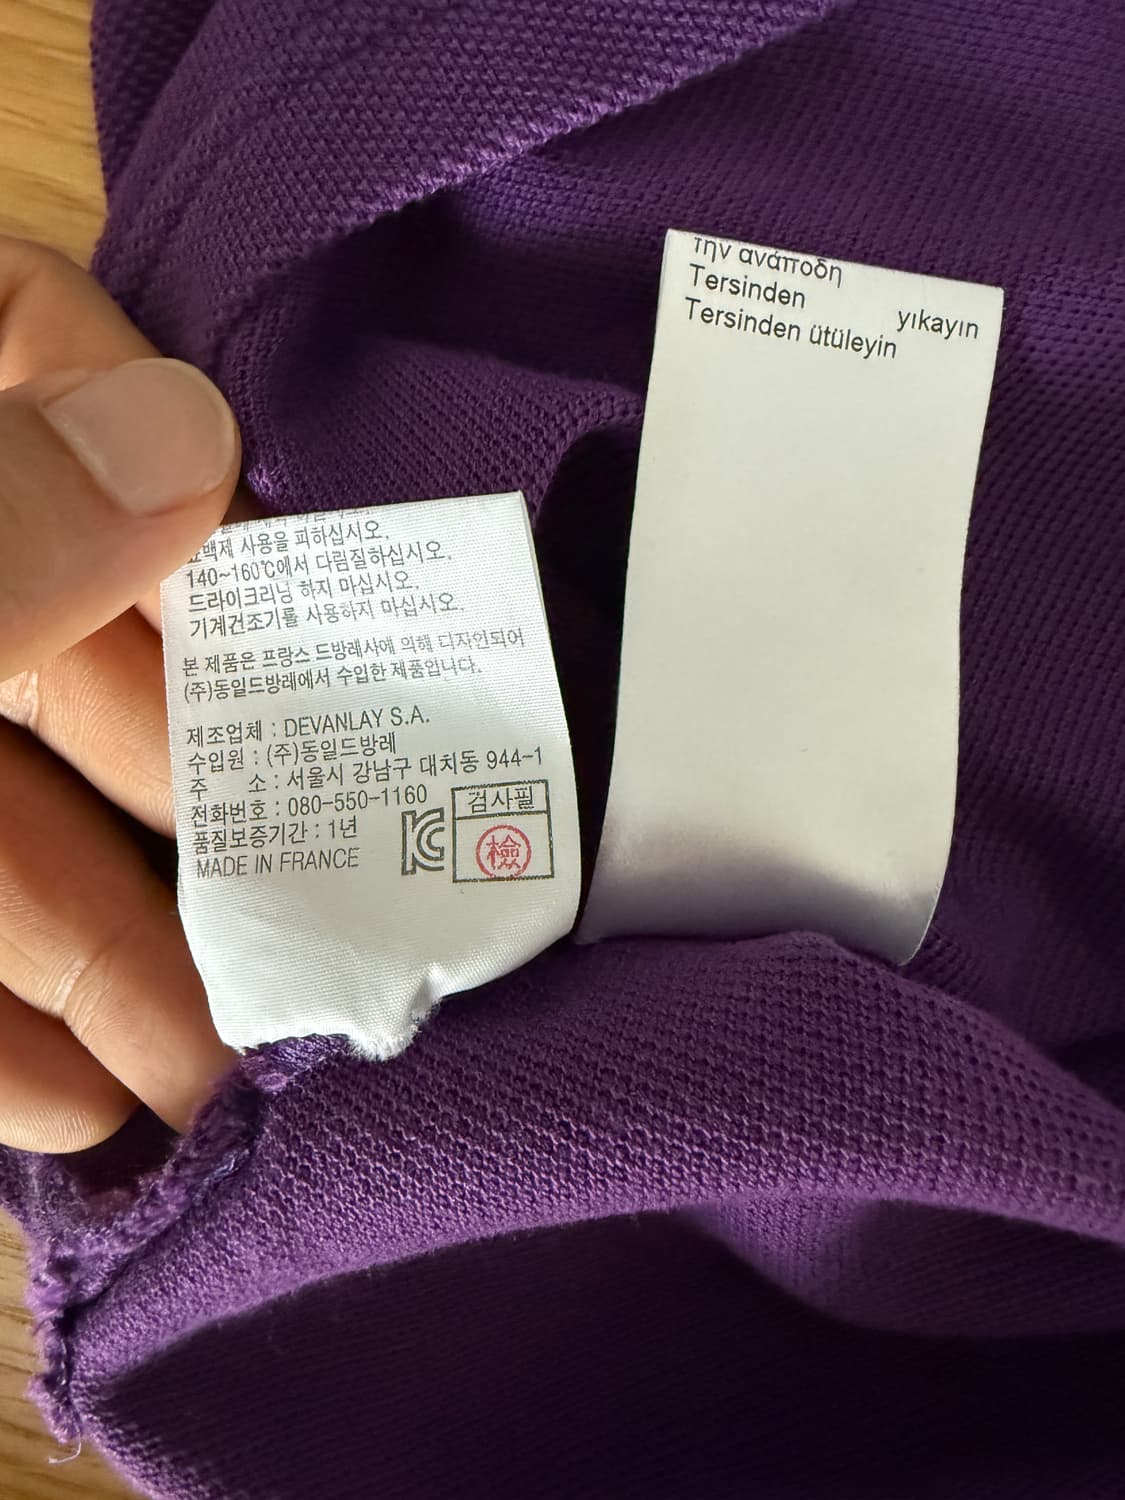 백제 사용을 피하십시오.
140~160℃에서 다림질하십시오.
드라이크리닝 하지 마십시오.
기계건조기를 사용하지 마십시오.
본 제품은 프랑스 드방레사에 의해 디자인되어
(주)동일드방레에서 수입한 제품입니다.
제조업체 : DEVANLAY S.A.
수입원 : (주)동일드방레
주 소 : 서울시 강남구 대치동 944-1
전화번호 : 080-550-1160
품질보증기간 : 1년
MADE IN FRANCE
검사필
檢
την ανάποδη
Tersinden yıkayın
Tersinden ütüleyin